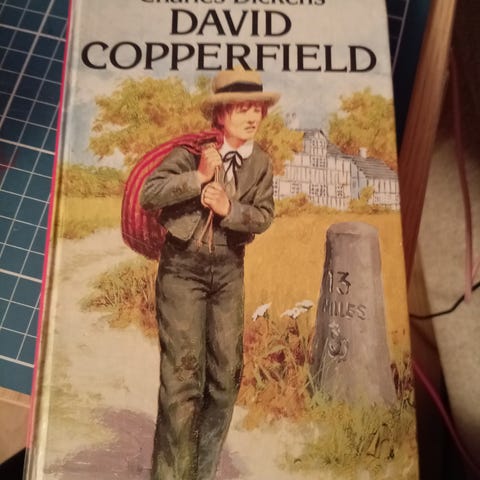 Charles Dickens
DAVID
COPPERFIELD
13
MILES